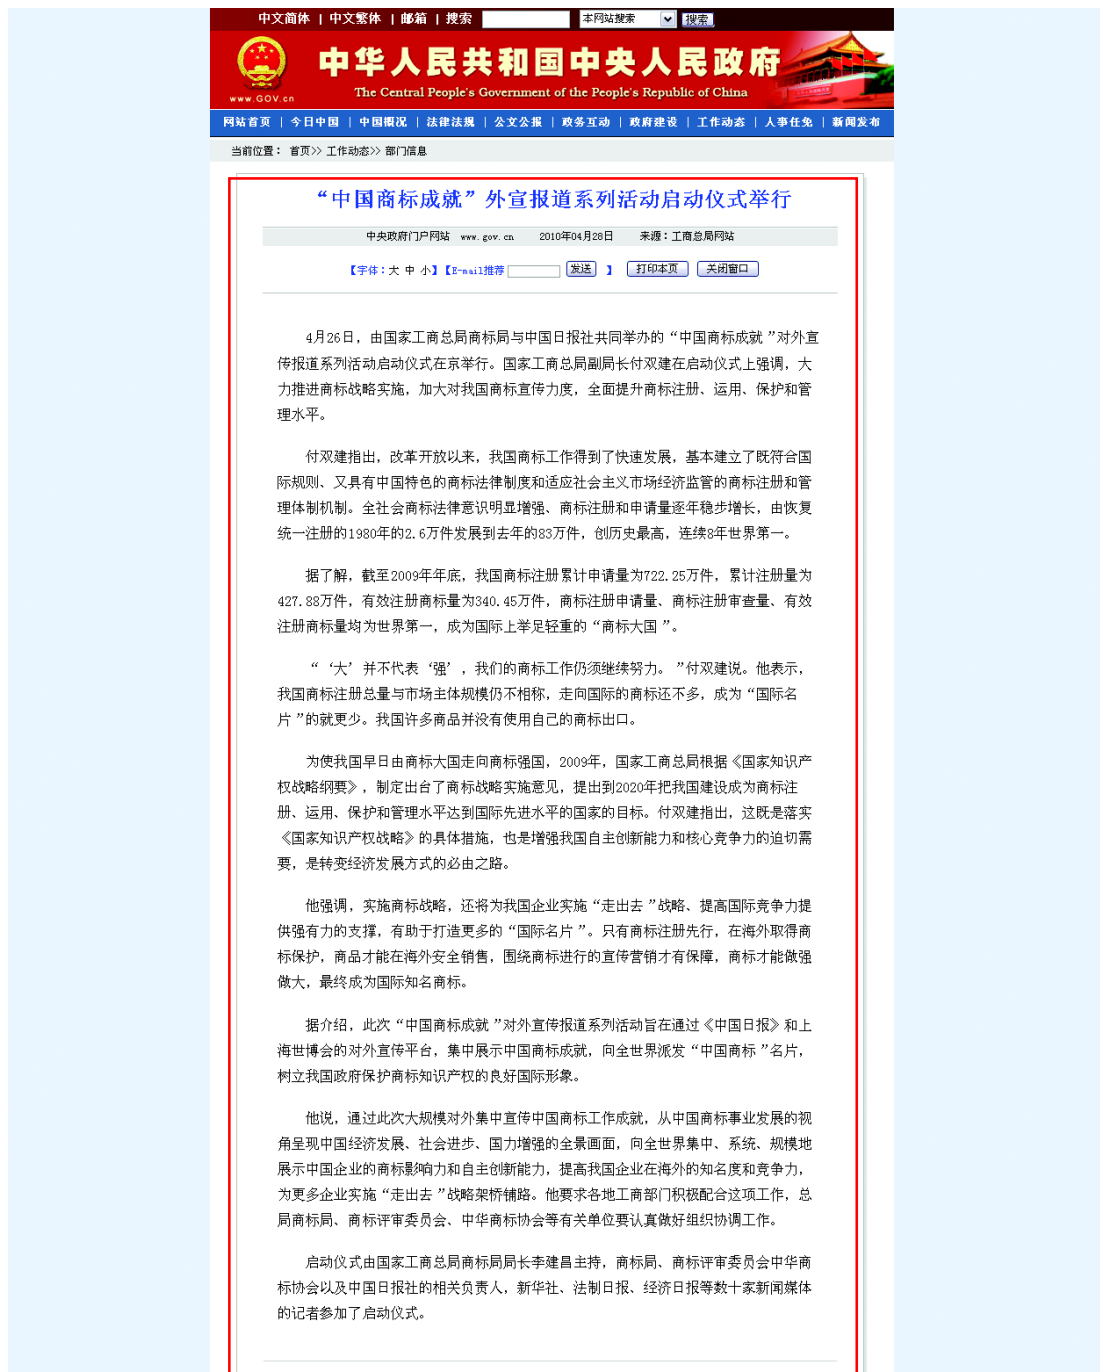 中文简体 | 中文繁体 | 邮箱 | 搜索 本网站搜索 搜索
中华人民共和国中央人民政府
www.GOV.cn
The Central People's Government of the People's Republic of China
网站首页 | 今日中国 | 中国概况 | 法律法规 | 公文公报 | 政务互动 | 政府建设 | 工作动态 | 人事任免 | 新闻发布
当前位置： 首页>> 工作动态>> 部门信息
“中国商标成就”外宣报道系列活动启动仪式举行
中央政府门户网站 www.gov.cn 2010年04月28日 来源：工商总局网站
【字体：大 中 小】【E-mail推荐 发送 】 打印本页 关闭窗口
4月26日，由国家工商总局商标局与中国日报社共同举办的“中国商标成就”对外宣
传报道系列活动启动仪式在京举行。国家工商总局副局长付双建在启动仪式上强调，大
力推进商标战略实施，加大对我国商标宣传力度，全面提升商标注册、运用、保护和管
理水平。
付双建指出，改革开放以来，我国商标工作得到了快速发展，基本建立了既符合国
际规则、又具有中国特色的商标法律制度和适应社会主义市场经济监管的商标注册和管
理体制机制。全社会商标法律意识明显增强、商标注册和申请量逐年稳步增长，由恢复
统一注册的1980年的2.6万件发展到去年的83万件，创历史最高，连续8年世界第一。
据了解，截至2009年年底，我国商标注册累计申请量为722.25万件，累计注册量为
427.88万件，有效注册商标量为340.45万件，商标注册申请量、商标注册审查量、有效
注册商标量均为世界第一，成为国际上举足轻重的“商标大国”。
“‘大’并不代表‘强’，我们的商标工作仍须继续努力。”付双建说。他表示，
我国商标注册总量与市场主体规模仍不相称，走向国际的商标还不多，成为“国际名
片”的就更少。我国许多商品并没有使用自己的商标出口。
为使我国早日由商标大国走向商标强国，2009年，国家工商总局根据《国家知识产
权战略纲要》，制定出台了商标战略实施意见，提出到2020年把我国建设成为商标注
册、运用、保护和管理水平达到国际先进水平的国家的目标。付双建指出，这既是落实
《国家知识产权战略》的具体措施，也是增强我国自主创新能力和核心竞争力的迫切需
要，是转变经济发展方式的必由之路。
他强调，实施商标战略，还将为我国企业实施“走出去”战略、提高国际竞争力提
供强有力的支撑，有助于打造更多的“国际名片”。只有商标注册先行，在海外取得商
标保护，商品才能在海外安全销售，围绕商标进行的宣传营销才有保障，商标才能做强
做大，最终成为国际知名商标。
据介绍，此次“中国商标成就”对外宣传报道系列活动旨在通过《中国日报》和上
海世博会的对外宣传平台，集中展示中国商标成就，向全世界派发“中国商标”名片，
树立我国政府保护商标知识产权的良好国际形象。
他说，通过此次大规模对外集中宣传中国商标工作成就，从中国商标事业发展的视
角呈现中国经济发展、社会进步、国力增强的全景画面，向全世界集中、系统、规模地
展示中国企业的商标影响力和自主创新能力，提高我国企业在海外的知名度和竞争力，
为更多企业实施“走出去”战略架桥铺路。他要求各地工商部门积极配合这项工作，总
局商标局、商标评审委员会、中华商标协会等有关单位要认真做好组织协调工作。
启动仪式由国家工商总局商标局局长李建昌主持，商标局、商标评审委员会中华商
标协会以及中国日报社的相关负责人，新华社、法制日报、经济日报等数十家新闻媒体
的记者参加了启动仪式。